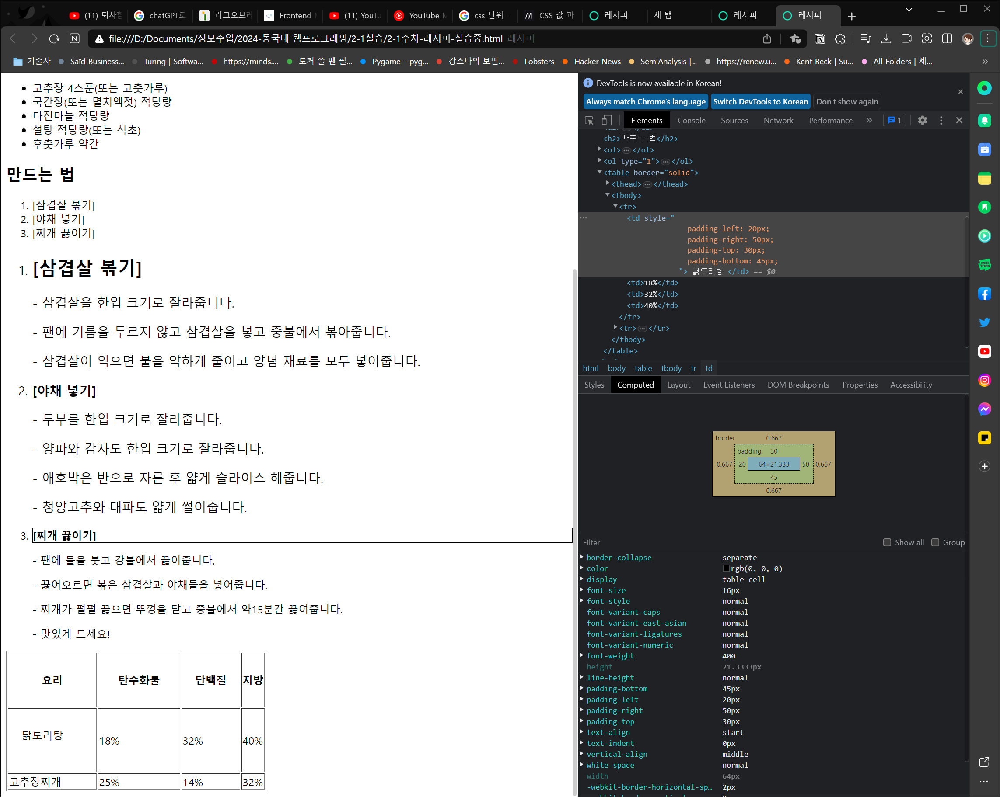 (11) 퇴사할
chatGPT로
리그오브레
Frontend
(11) YouTu
YouTube M
css 단위 -
CSS 값 과
레시피
새 탭
레시피
레시피
file:///D:/Documents/정보수업/2024-동국대 웹프로그래밍/2-1실습/2-1주차-레시피-실습중.html 레시피
기술사
Saïd Business...
Turing | Softwa...
https://minds....
도커 쓸 땐 필...
Pygame - pyg...
강스타의 보면...
Lobsters
Hacker News
SemiAnalysis |...
https://renew.u...
Kent Beck | Su...
All Folders | 제...
고추장 4스푼(또는 고춧가루)
국간장(또는 멸치액젓) 적당량
다진마늘 적당량
설탕 적당량(또는 식초)
후춧가루 약간
만드는 법
1. [삼겹살 볶기]
2. [야채 넣기]
3. [찌개 끓이기]
1. [삼겹살 볶기]
- 삼겹살을 한입 크기로 잘라줍니다.
- 팬에 기름을 두르지 않고 삼겹살을 넣고 중불에서 볶아줍니다.
- 삼겹살이 익으면 불을 약하게 줄이고 양념 재료를 모두 넣어줍니다.
2. [야채 넣기]
- 두부를 한입 크기로 잘라줍니다.
- 양파와 감자도 한입 크기로 잘라줍니다.
- 애호박은 반으로 자른 후 얇게 슬라이스 해줍니다.
- 청양고추와 대파도 얇게 썰어줍니다.
3. [찌개 끓이기]
- 팬에 물을 붓고 강불에서 끓여줍니다.
- 끓어오르면 볶은 삼겹살과 야채들을 넣어줍니다.
- 찌개가 펄펄 끓으면 뚜껑을 닫고 중불에서 약15분간 끓여줍니다.
- 맛있게 드세요!
요리 탄수화물 단백질 지방
닭도리탕 18% 32% 40%
고추장찌개 25% 14% 32%
DevTools is now available in Korean!
Always match Chrome's language Switch DevTools to Korean Don't show again
Elements Console Sources Network Performance » 1
<h2>만드는 법</h2>
<ol>…</ol>
<ol type="1">…</ol>
<table border="solid">
<thead>…</thead>
<tbody>
<tr>
<td style="
padding-left: 20px;
padding-right: 50px;
padding-top: 30px;
padding-bottom: 45px;
"> 닭도리탕 </td> == $0
<td>18%</td>
<td>32%</td>
<td>40%</td>
</tr>
<tr>…</tr>
</tbody>
</table>
html body table tbody tr td
Styles Computed Layout Event Listeners DOM Breakpoints Properties Accessibility
border 0.667
padding 30
0.667 20 64×21.333 50 0.667
45
0.667
Filter Show all Group
border-collapse separate
color rgb(0, 0, 0)
display table-cell
font-size 16px
font-style normal
font-variant-caps normal
font-variant-east-asian normal
font-variant-ligatures normal
font-variant-numeric normal
font-weight 400
height 21.3333px
line-height normal
padding-bottom 45px
padding-left 20px
padding-right 50px
padding-top 30px
text-align start
text-indent 0px
vertical-align middle
white-space normal
width 64px
-webkit-border-horizontal-sp… 2px
WEB
TOON